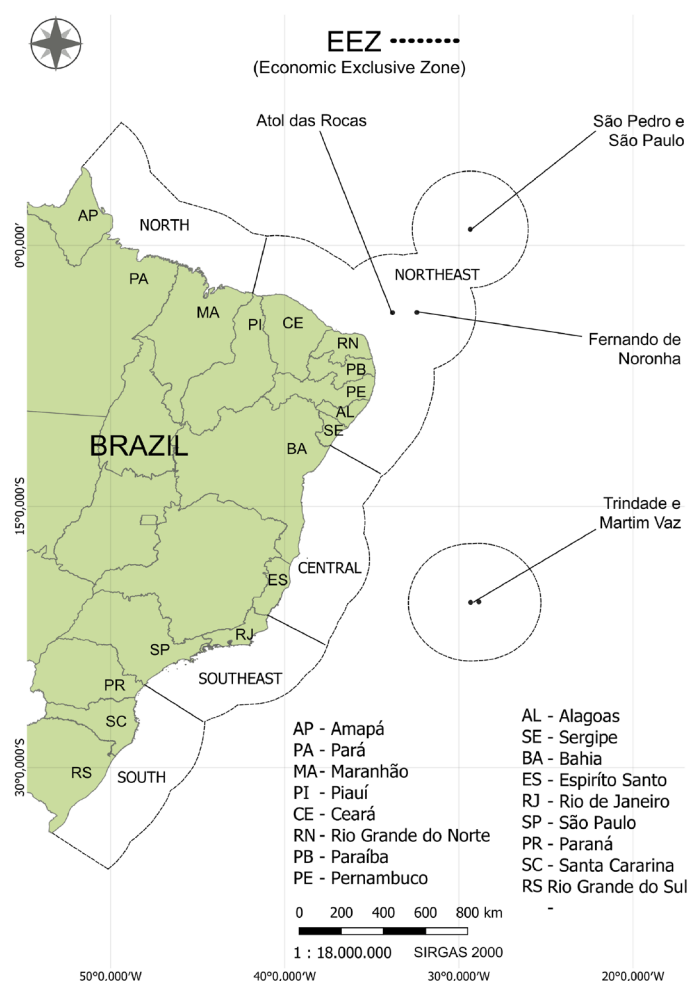 EEZ
(Economic Exclusive Zone)
Atol das Rocas
São Pedro e
São Paulo
AP
NORTH
0°0,000'
NORTHEAST
PA
MA
PI
CE
RN
Fernando de
Noronha
PB
PE
AL
SE
BRAZIL
BA
15°0,000'S
Trindade e
Martim Vaz
CENTRAL
ES
RJ
SP
SOUTHEAST
PR
SC
30°0,000'S
RS
SOUTH
AP - Amapá
PA - Pará
MA - Maranhão
PI - Piauí
CE - Ceará
RN - Rio Grande do Norte
PB - Paraíba
PE - Pernambuco
AL - Alagoas
SE - Sergipe
BA - Bahia
ES - Espiríto Santo
RJ - Rio de Janeiro
SP - São Paulo
PR - Paraná
SC - Santa Cararina
RS Rio Grande do Sul
-
0 200 400 600 800 km
1 : 18.000.000 SIRGAS 2000
50°0.000'W 40°0.000'W 30°0.000'W 20°0.000'W